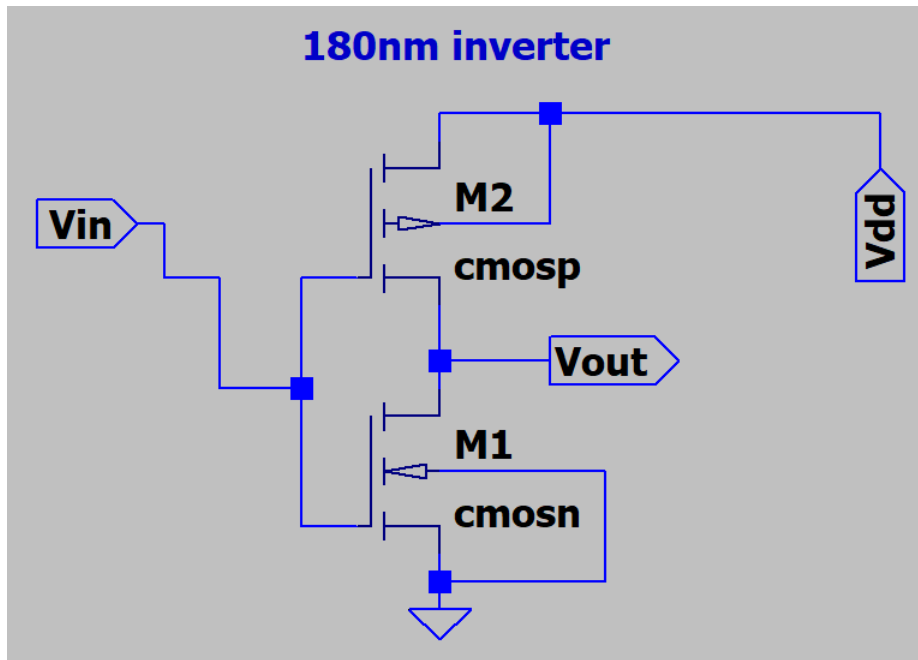 180nm inverter
M2
Vin
Vdd
cmosp
Vout
M1
cmosn